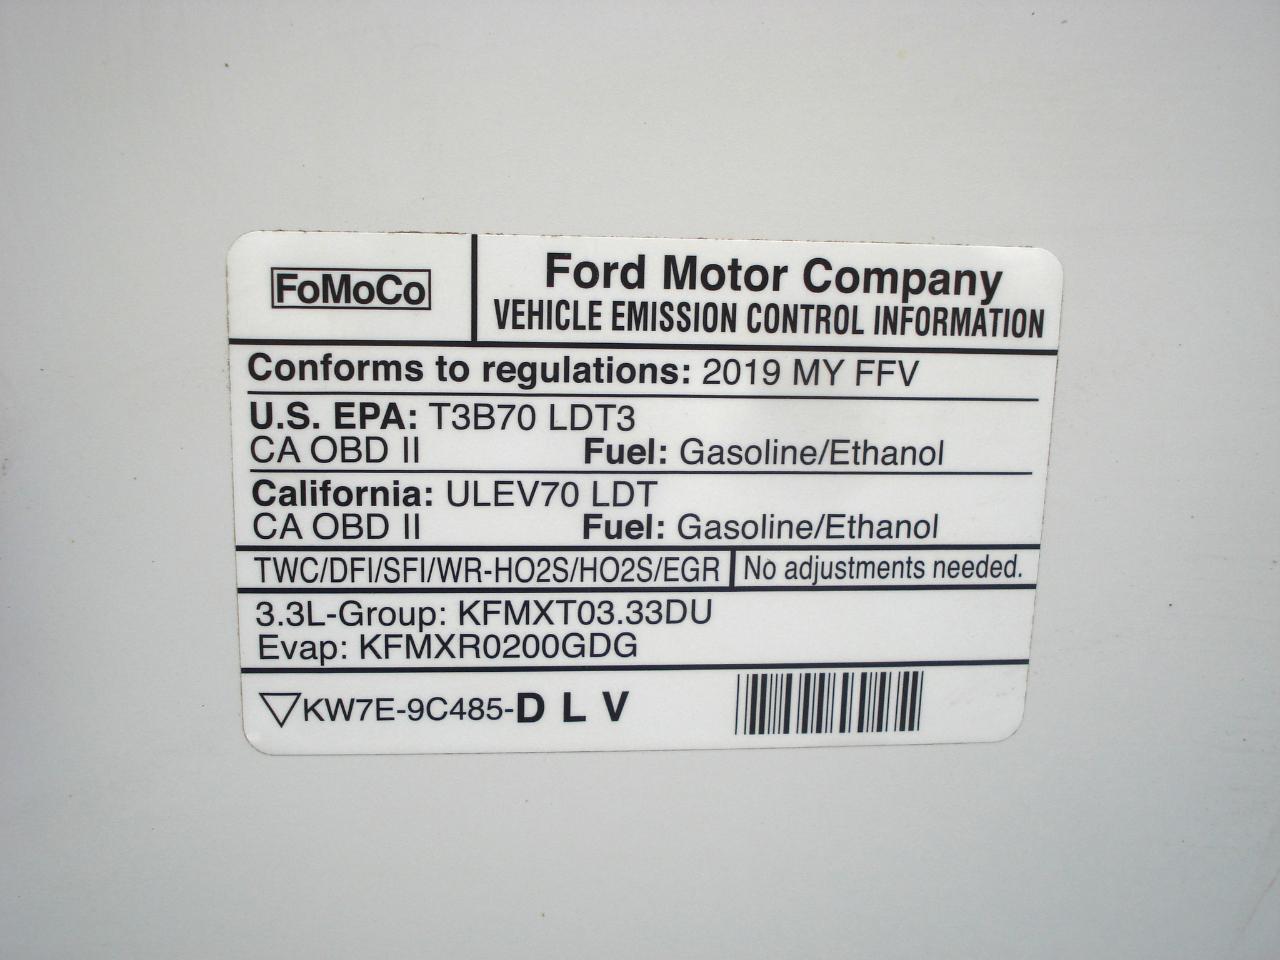 FoMoCo
Ford Motor Company
VEHICLE EMISSION CONTROL INFORMATION
Conforms to regulations: 2019 MY FFV
U.S. EPA: T3B70 LDT3
CA OBD II Fuel: Gasoline/Ethanol
California: ULEV70 LDT
CA OBD II Fuel: Gasoline/Ethanol
TWC/DFI/SFI/WR-HO2S/HO2S/EGR No adjustments needed.
3.3L-Group: KFMXT03.33DU
Evap: KFMXR0200GDG
KW7E-9C485-D L V